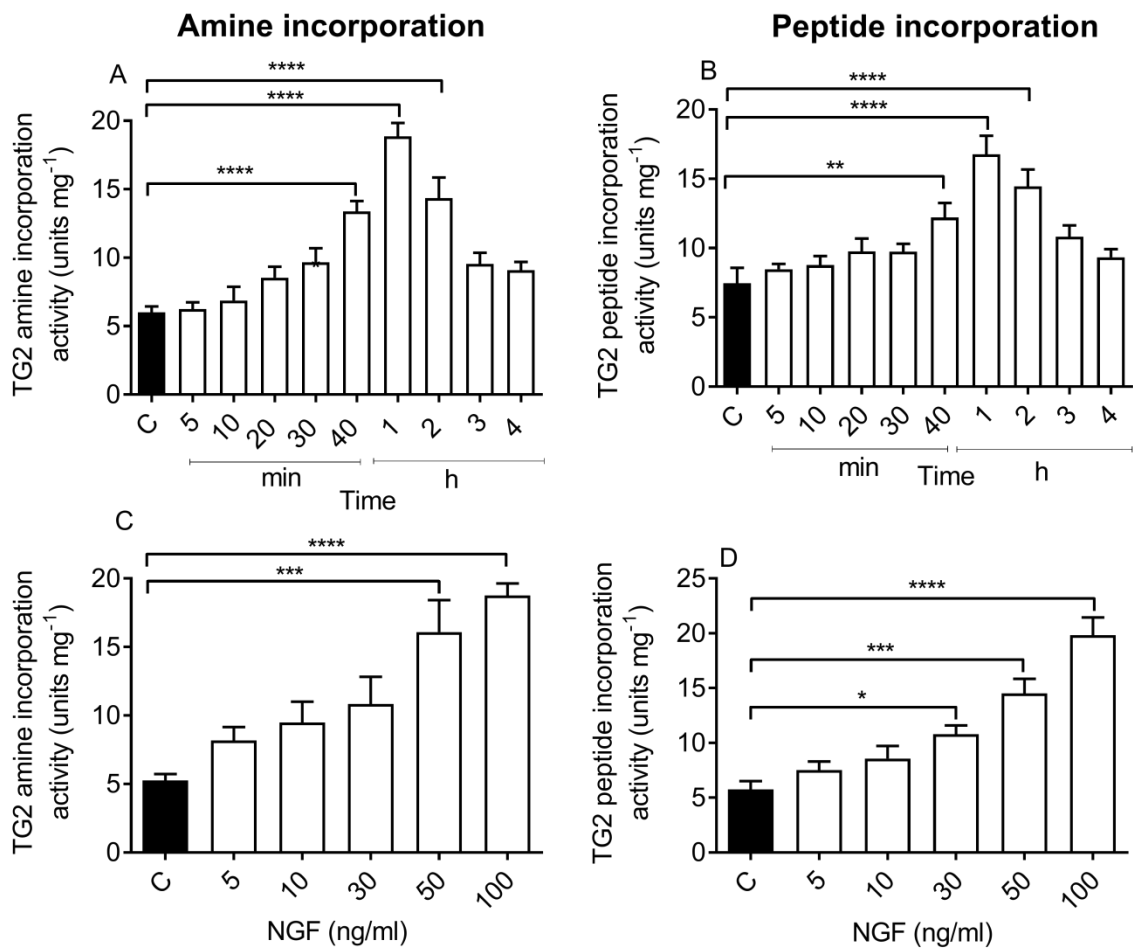 Amine incorporation
Peptide incorporation
A
****
****
****
20
15
10
5
0
TG2 amine incorporation
activity (units mg-1)
C
5
10
20
30
40
1
2
3
4
min
h
Time
B
****
****
**
20
15
10
5
0
TG2 peptide incorporation
activity (units mg-1)
C
5
10
20
30
40
1
2
3
4
min
h
Time
C
****
***
20
15
10
5
0
TG2 amine incorporation
activity (units mg-1)
C
5
10
30
50
100
NGF (ng/ml)
D
****
***
*
25
20
15
10
5
0
TG2 peptide incorporation
activity (units mg-1)
C
5
10
30
50
100
NGF (ng/ml)